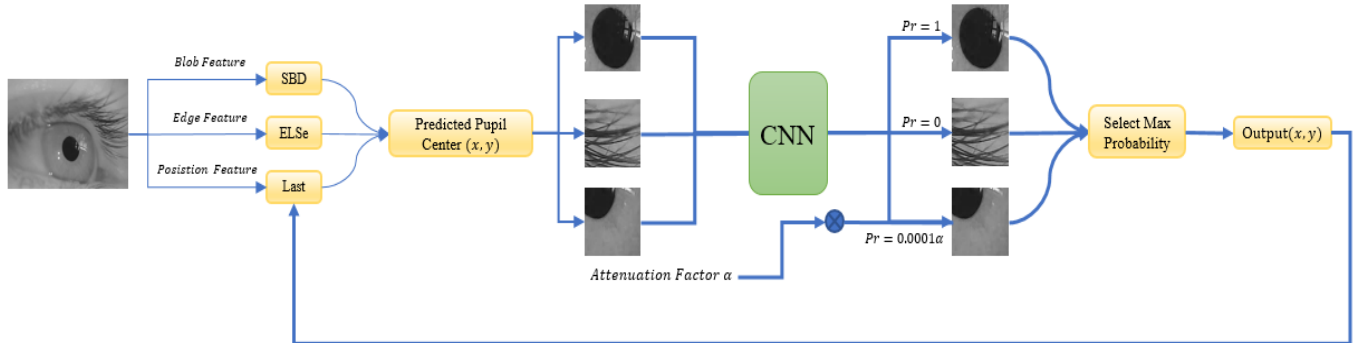 Blob Feature
SBD
Edge Feature
ELSe
Posistion Feature
Last
Predicted Pupil
Center (x, y)
CNN
Pr = 1
Pr = 0
Pr = 0.0001α
Attenuation Factor α
Select Max
Probability
Output(x, y)